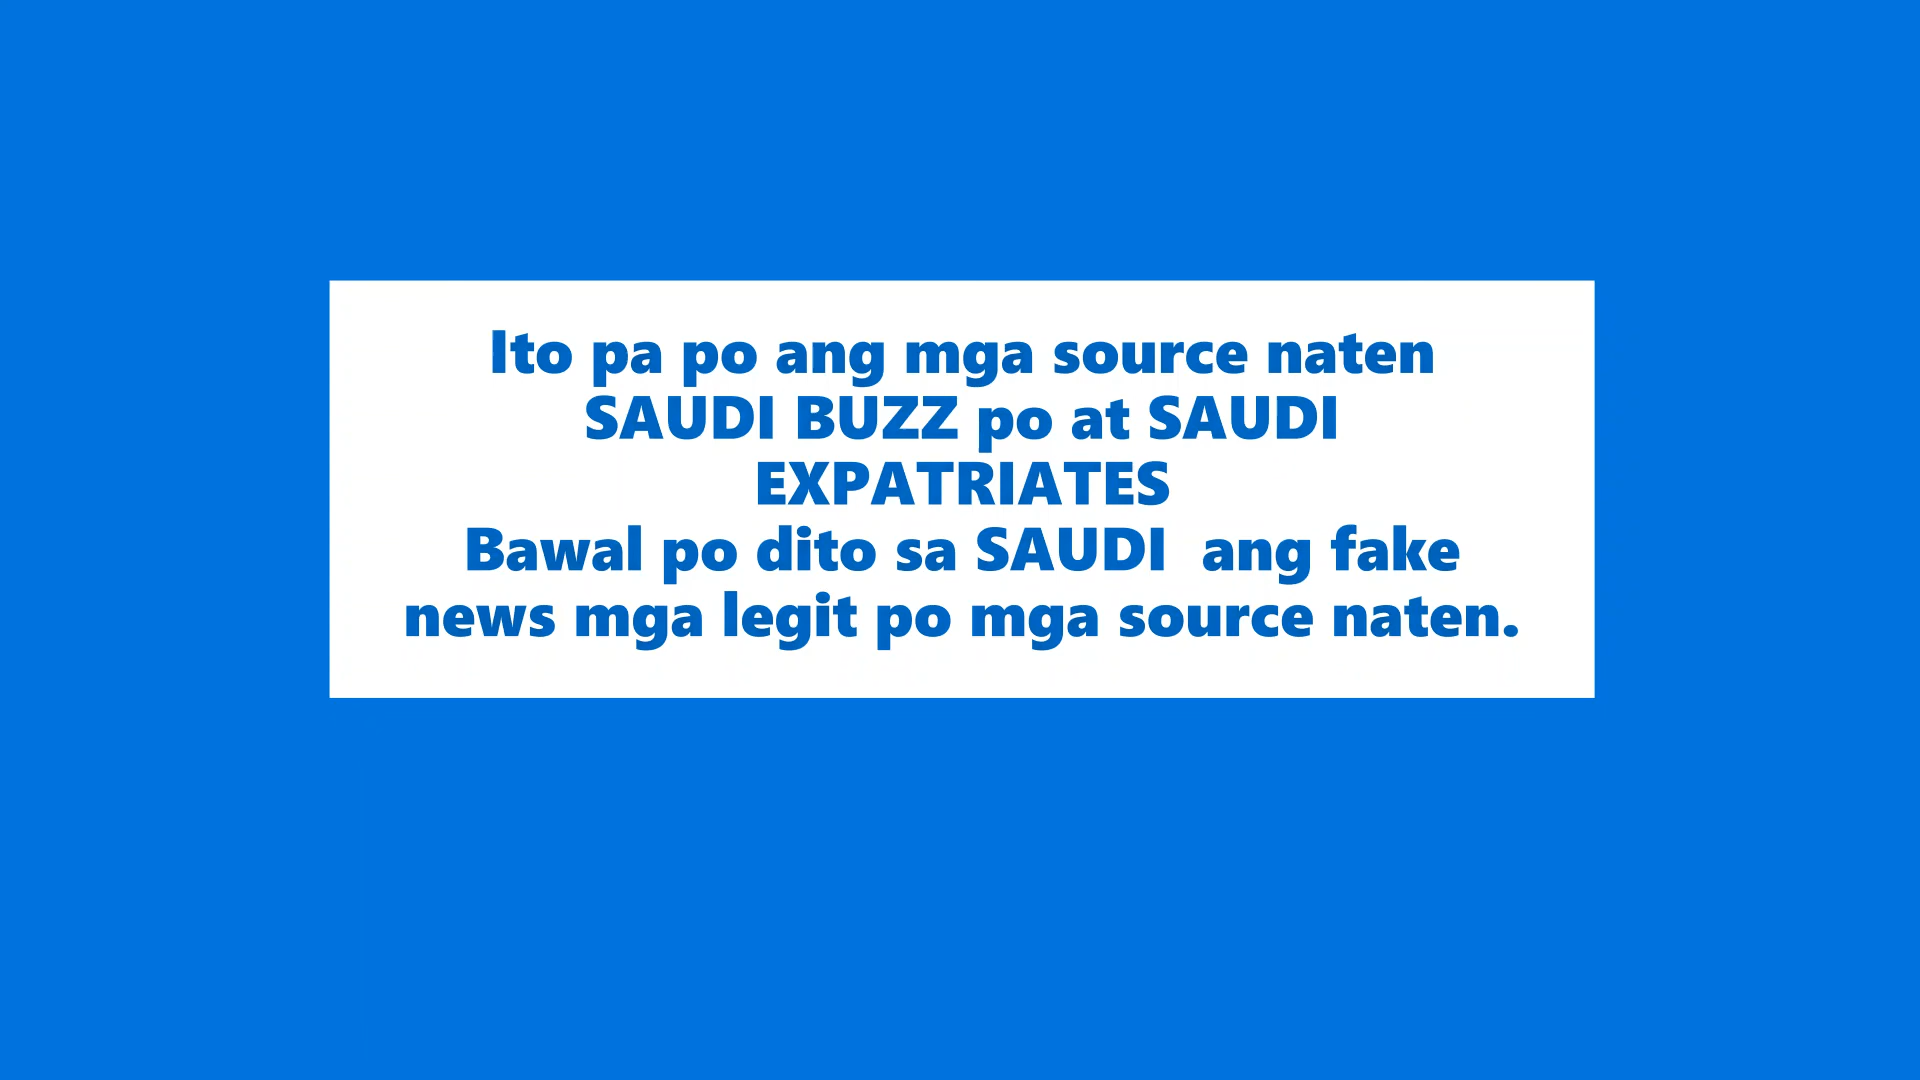 Ito pa po ang mga source naten
SAUDI BUZZ po at SAUDI
EXPATRIATES
Bawal po dito sa SAUDI  ang fake
news mga legit po mga source naten.